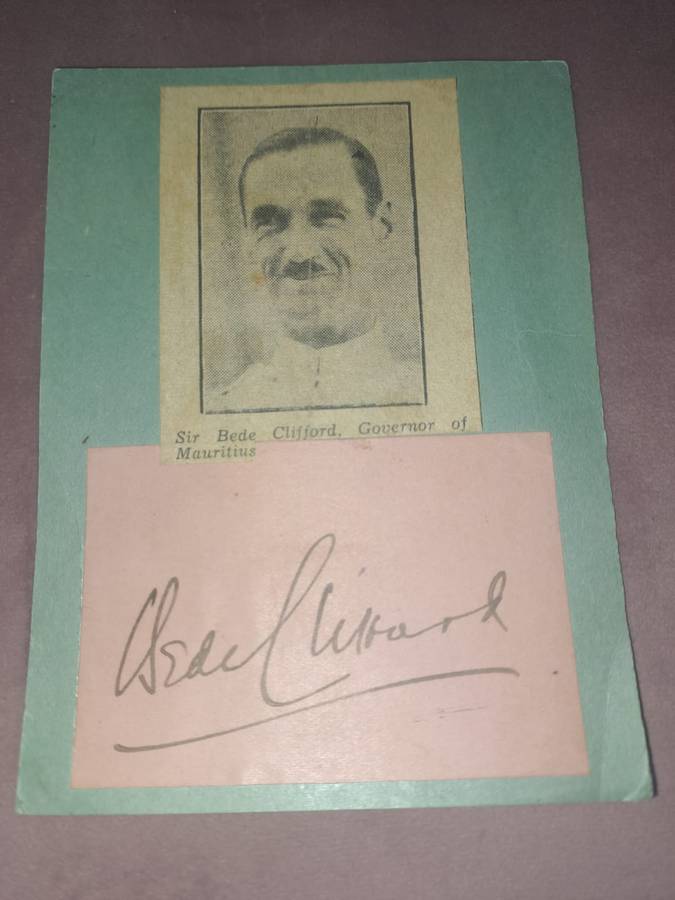 Sir Bede Clifford, Governor of
Mauritius
Bede Clifford